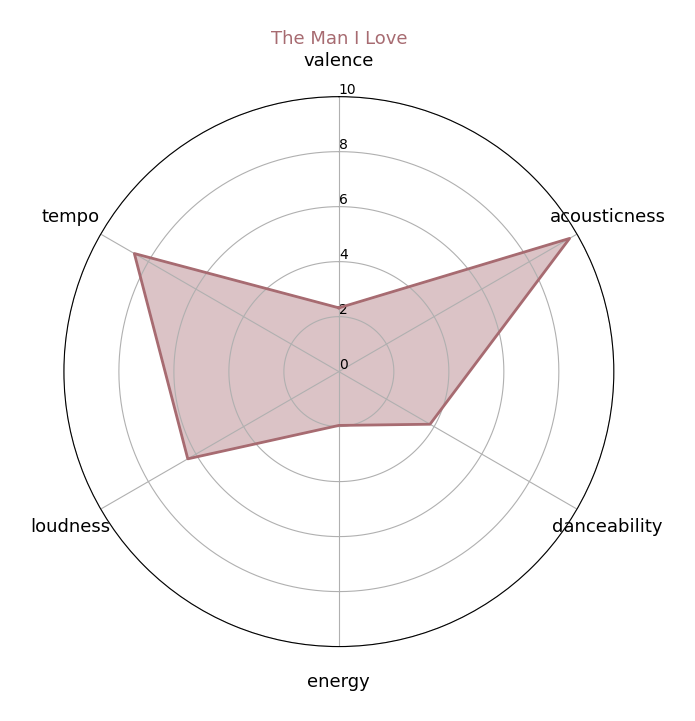 The Man I Love
valence
10
8
tempo
acousticness
6
4
2
0
loudness
danceability
energy